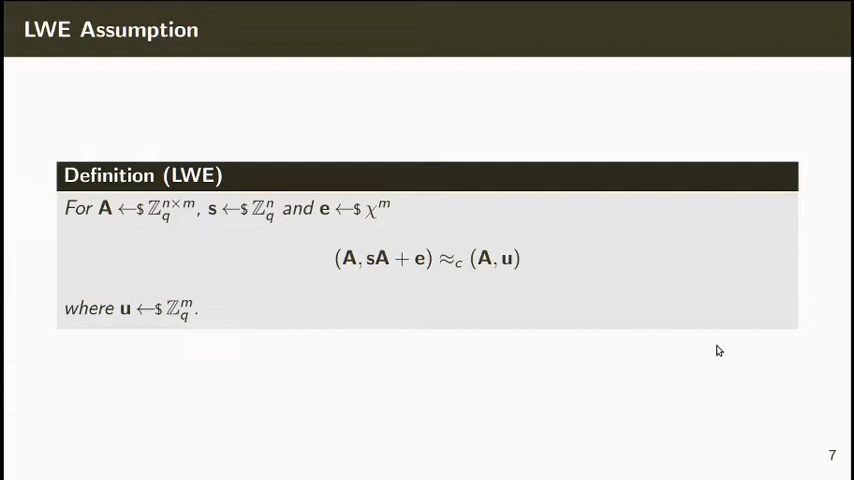 LWE Assumption
Definition (LWE)
For A ←$ ℤ_q^{n×m}, s ←$ ℤ_q^n and e ←$ χ^m
(A, sA + e) ≈_c (A, u)
where u ←$ ℤ_q^m.
7